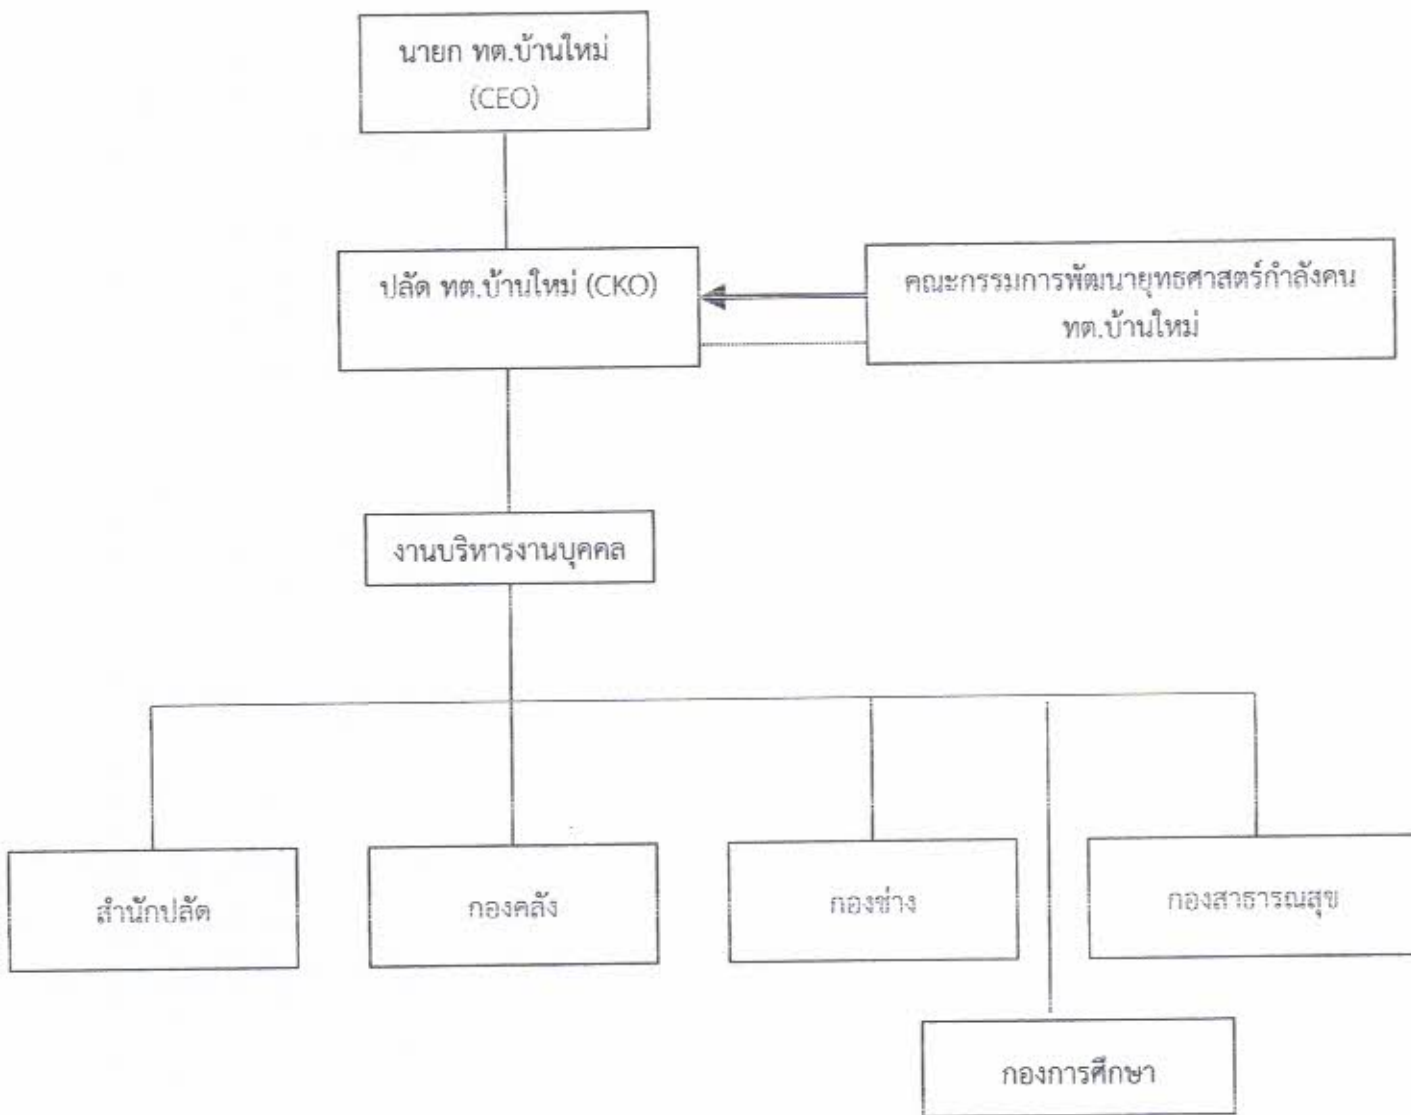 นายก ทต.บ้านใหม่
(CEO)
ปลัด ทต.บ้านใหม่ (CKO)
คณะกรรมการพัฒนายุทธศาสตร์กำลังคน
ทต.บ้านใหม่
งานบริหารงานบุคคล
สำนักปลัด
กองคลัง
กองช่าง
กองสาธารณสุข
กองการศึกษา